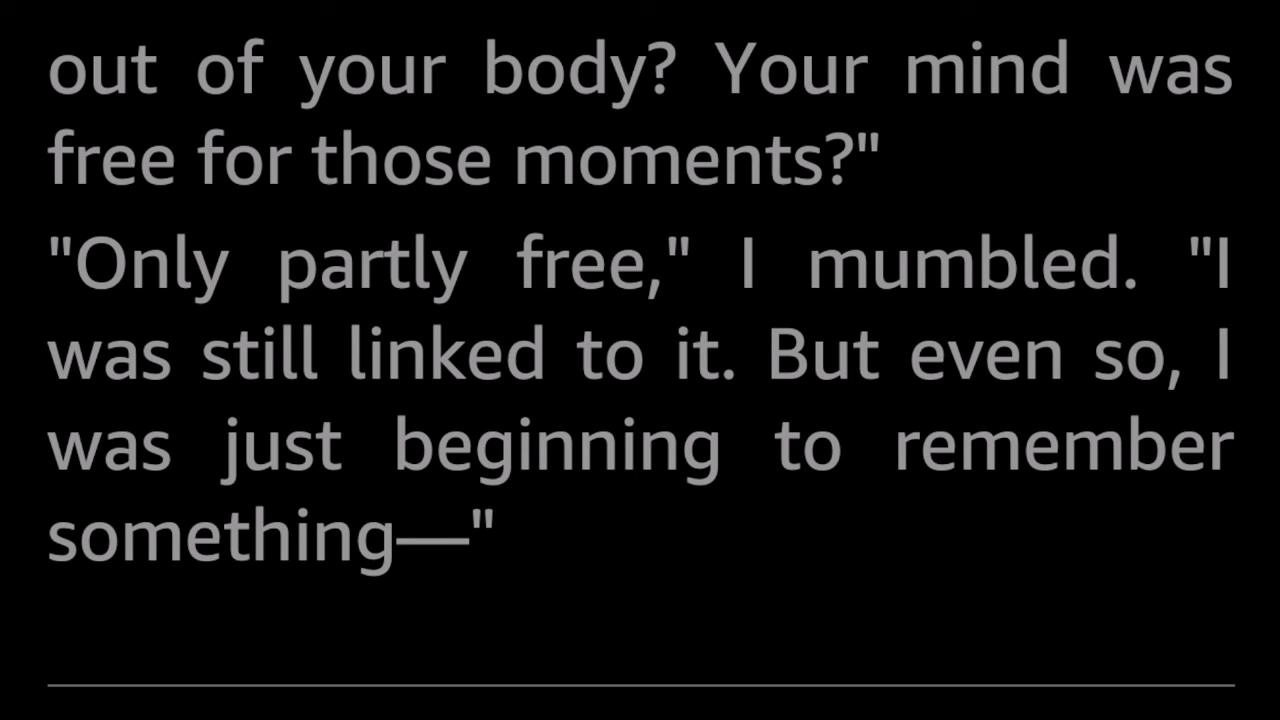 out of your body? Your mind was
free for those moments?"
"Only partly free," I mumbled. "I
was still linked to it. But even so, I
was just beginning to remember
something—"